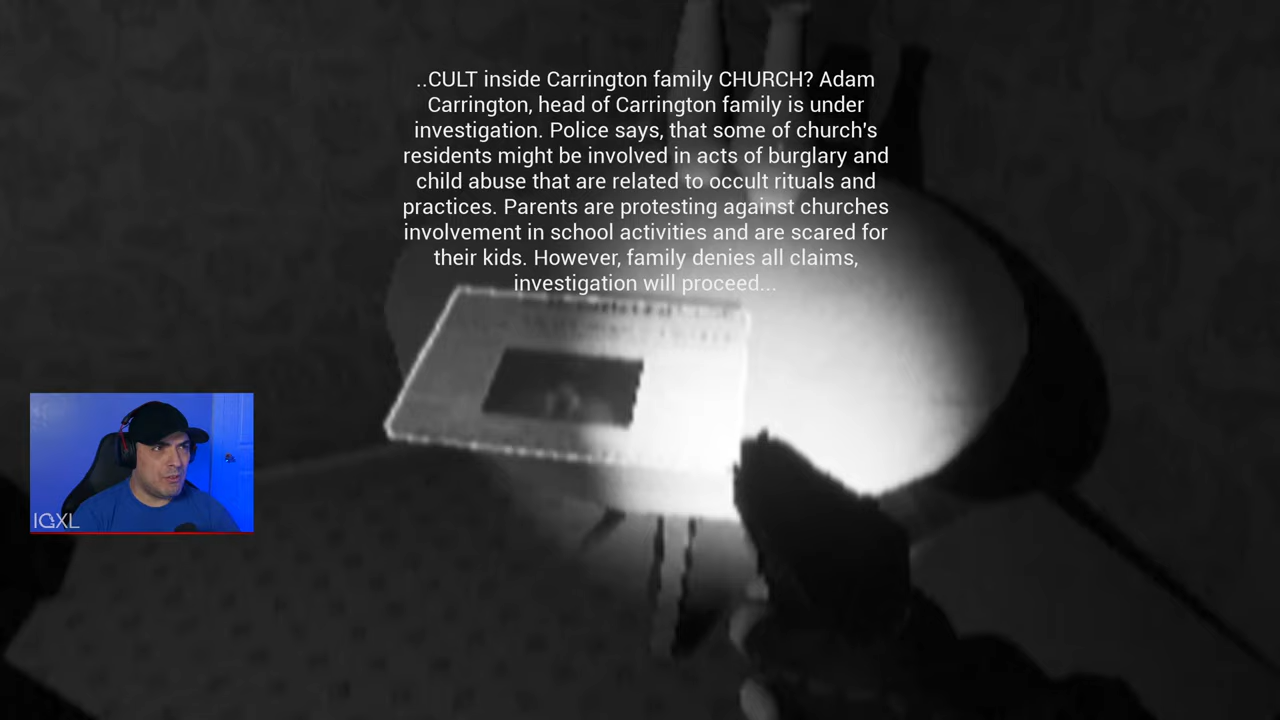 ..CULT inside Carrington family CHURCH? Adam
Carrington, head of Carrington family is under
investigation. Police says, that some of church's
residents might be involved in acts of burglary and
child abuse that are related to occult rituals and
practices. Parents are protesting against churches
involvement in school activities and are scared for
their kids. However, family denies all claims,
investigation will proceed...
IGXL